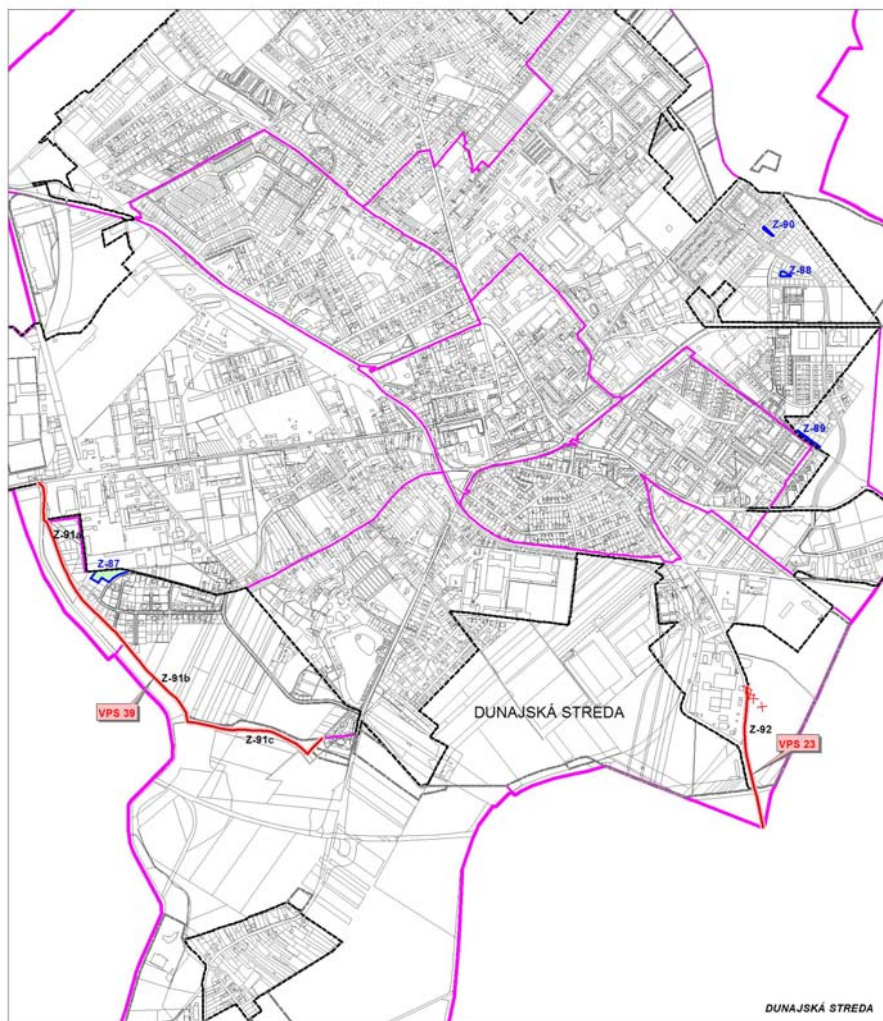 Z-90
Z-88
Z-89
Z-91a
Z-87
Z-91b
VPS 39
DUNAJSKÁ STREDA
Z-91c
Z-92
VPS 23
DUNAJSKÁ STREDA